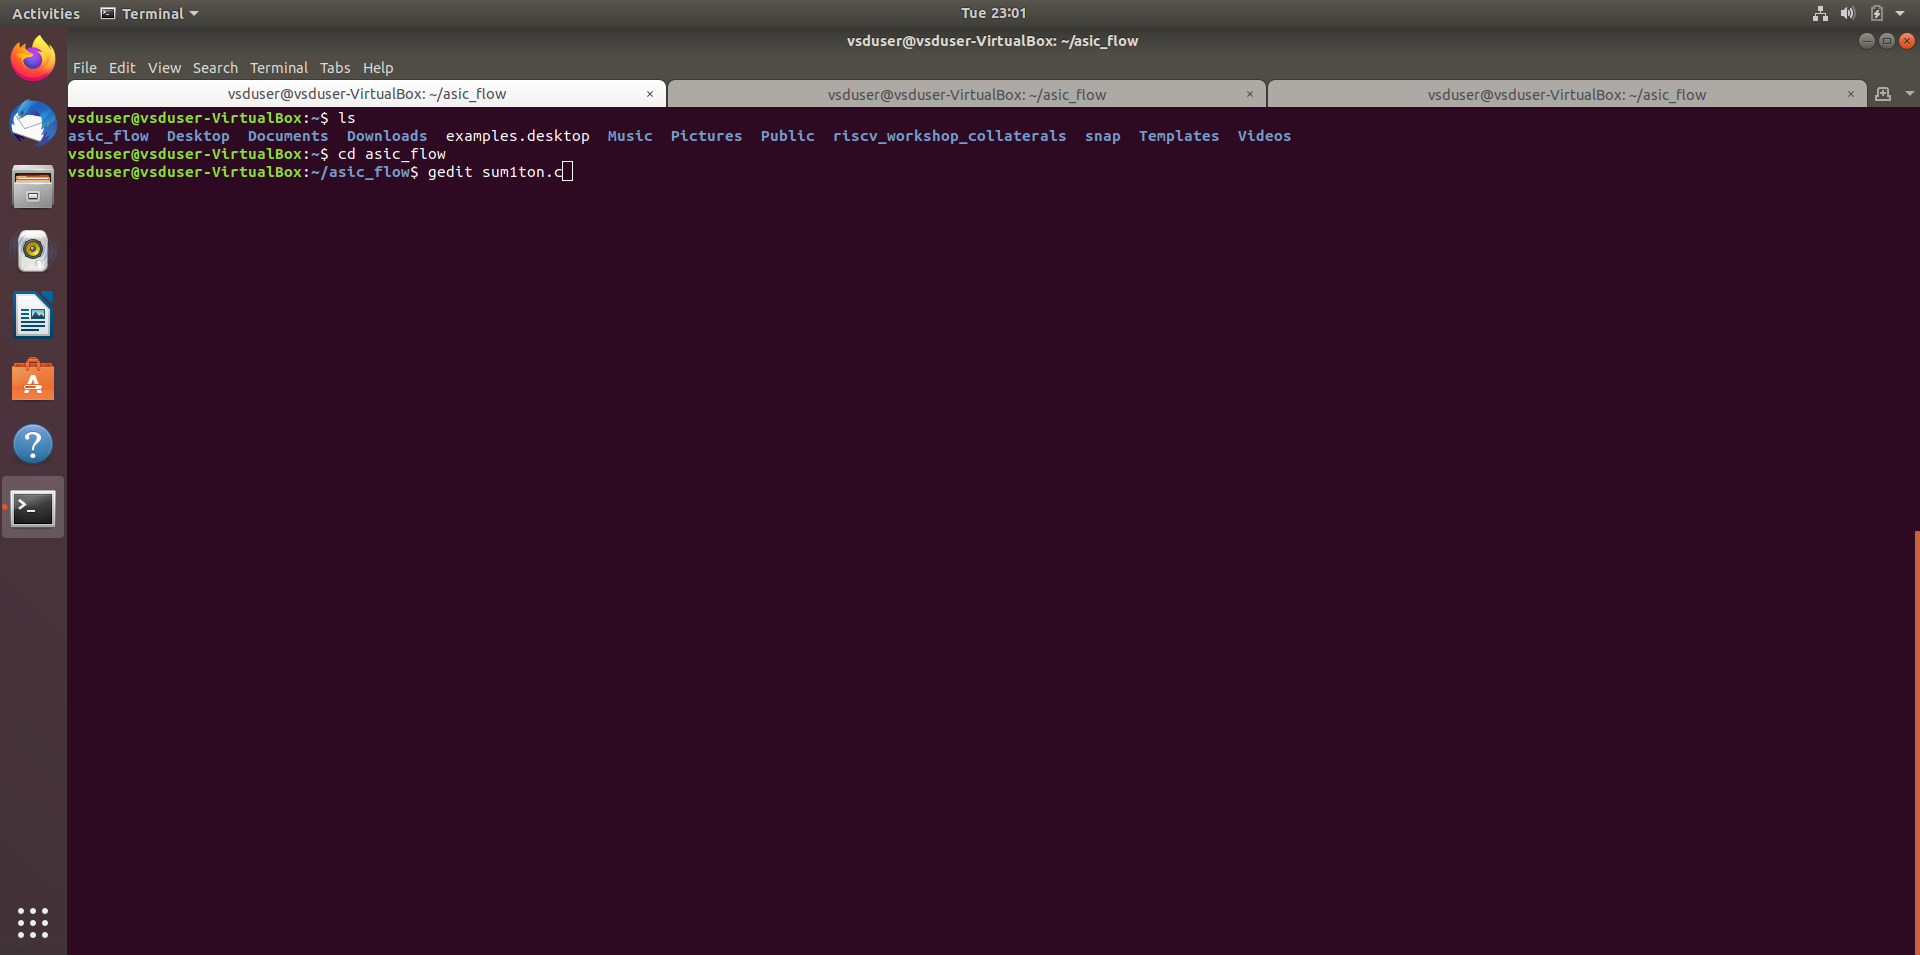 Activities Terminal Tue 23:01
vsduser@vsduser-VirtualBox: ~/asic_flow
File Edit View Search Terminal Tabs Help
vsduser@vsduser-VirtualBox: ~/asic_flow × vsduser@vsduser-VirtualBox: ~/asic_flow × vsduser@vsduser-VirtualBox: ~/asic_flow ×
vsduser@vsduser-VirtualBox:~$ ls
asic_flow Desktop Documents Downloads examples.desktop Music Pictures Public riscv_workshop_collaterals snap Templates Videos
vsduser@vsduser-VirtualBox:~$ cd asic_flow
vsduser@vsduser-VirtualBox:~/asic_flow$ gedit sum1ton.c